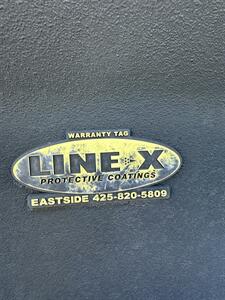 WARRANTY TAG
LINE-X
PROTECTIVE COATINGS
EASTSIDE 425-820-5809